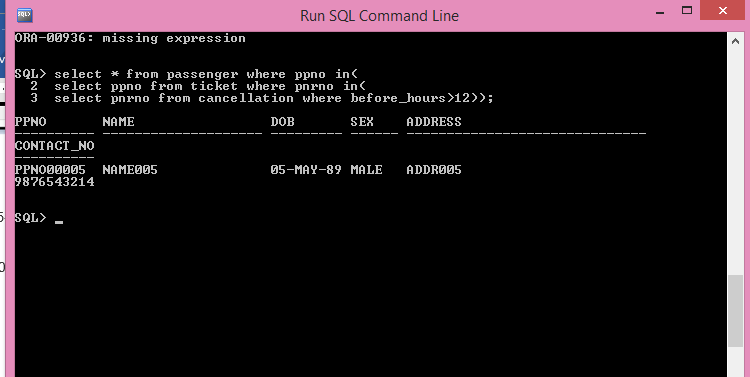 Run SQL Command Line
ORA-00936: missing expression
SQL> select * from passenger where ppno in(
2 select ppno from ticket where pnrno in(
3 select pnrno from cancellation where before_hours>12));
PPNO NAME DOB SEX ADDRESS
---------- -------------------- --------- ------ ------------------------------
CONTACT_NO
----------
PPNO00005 NAME005 05-MAY-89 MALE ADDR005
9876543214
SQL> _